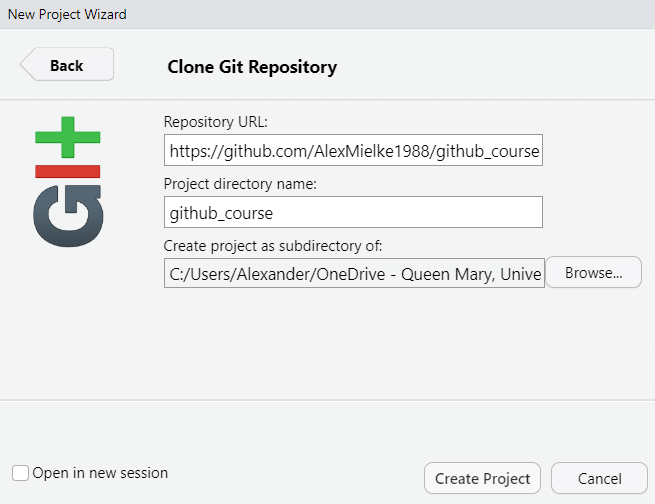 New Project Wizard
Back
Clone Git Repository
GIT
Repository URL:
https://github.com/AlexMielke1988/github_course
Project directory name:
github_course
Create project as subdirectory of:
C:/Users/Alexander/OneDrive - Queen Mary, Unive
Browse...
Open in new session
Create Project
Cancel